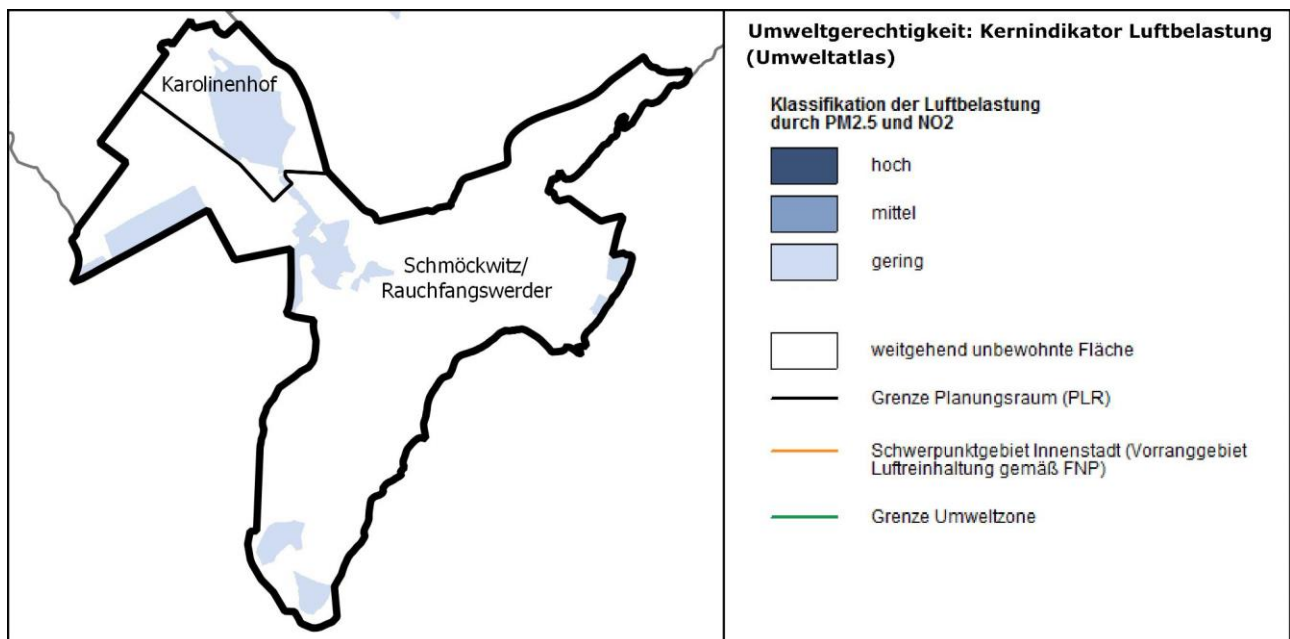 Karolinenhof
Schmöckwitz/
Rauchfangswerder
Umweltgerechtigkeit: Kernindikator Luftbelastung
(Umweltatlas)
Klassifikation der Luftbelastung
durch PM2.5 und NO2
hoch
mittel
gering
weitgehend unbewohnte Fläche
Grenze Planungsraum (PLR)
Schwerpunktgebiet Innenstadt (Vorranggebiet
Luftreinhaltung gemäß FNP)
Grenze Umweltzone